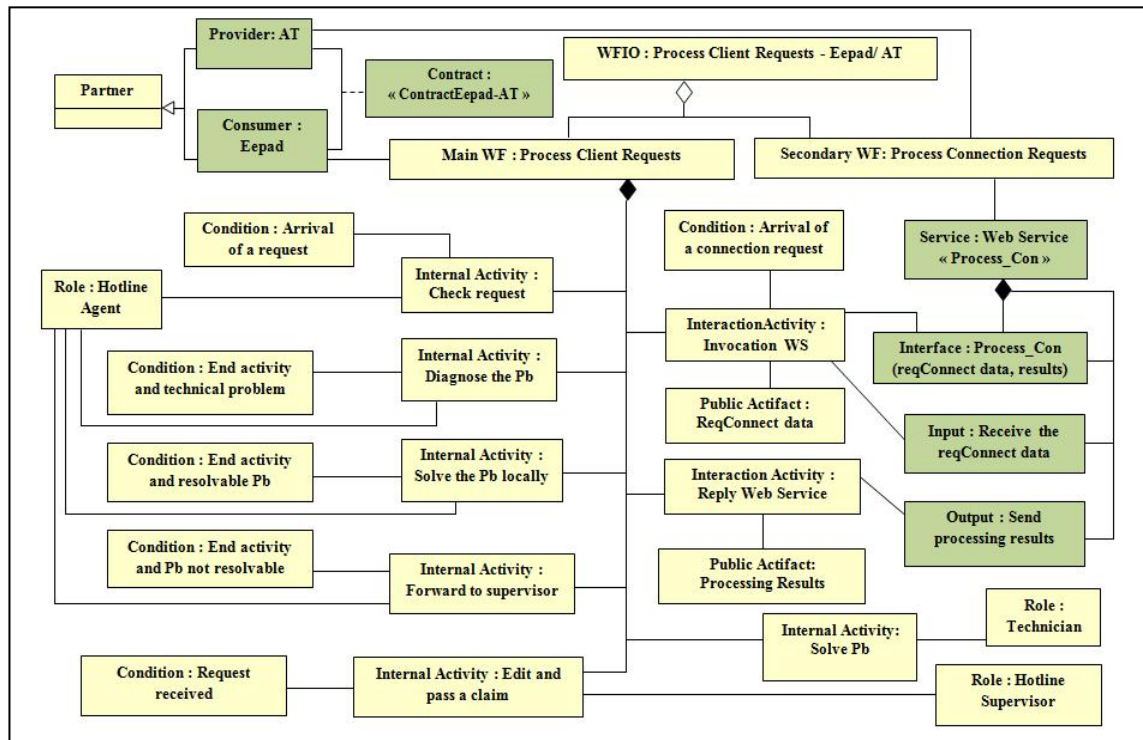 Provider: AT
WFIO : Process Client Requests - Eepad/ AT
Partner
Contract :
« ContractEepad-AT »
Consumer :
Eepad
Main WF : Process Client Requests
Secondary WF: Process Connection Requests
Condition : Arrival
of a request
Condition : Arrival of
a connection request
Service : Web Service
« Process_Con »
Role : Hotline
Agent
Internal Activity :
Check request
InteractionActivity :
Invocation WS
Interface : Process_Con
(reqConnect data, results)
Condition : End activity
and technical problem
Internal Activity :
Diagnose the Pb
Public Actifact :
ReqConnect data
Input : Receive the
reqConnect data
Condition : End activity
and resolvable Pb
Internal Activity :
Solve the Pb locally
Interaction Activity :
Reply Web Service
Output : Send
processing results
Condition : End activity
and Pb not resolvable
Internal Activity :
Forward to supervisor
Public Actifact:
Processing Results
Internal Activity:
Solve Pb
Role :
Technician
Condition : Request
received
Internal Activity : Edit and
pass a claim
Role : Hotline
Supervisor